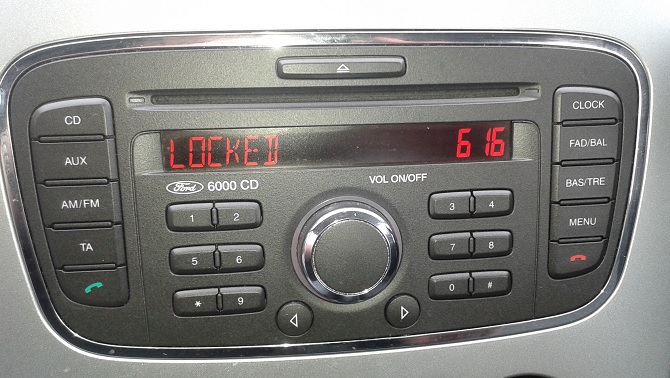 CD
AUX
AM/FM
TA
LOCKED 616
Ford 6000 CD
VOL ON/OFF
1 2
5 6
* 9
3 4
7 8
0 #
CLOCK
FAD/BAL
BAS/TRE
MENU